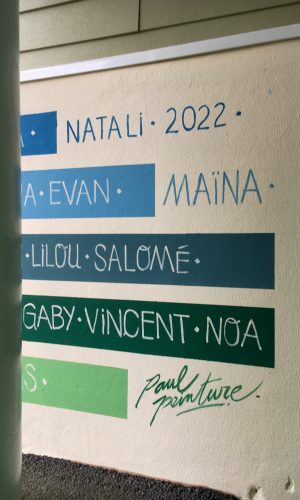 · NATALi · 2022 ·
A · EVAN · MAÏNA ·
· LiLOU · SALOMÉ ·
GABY · ViNCENT · NOA
S ·
Paul
peinture.